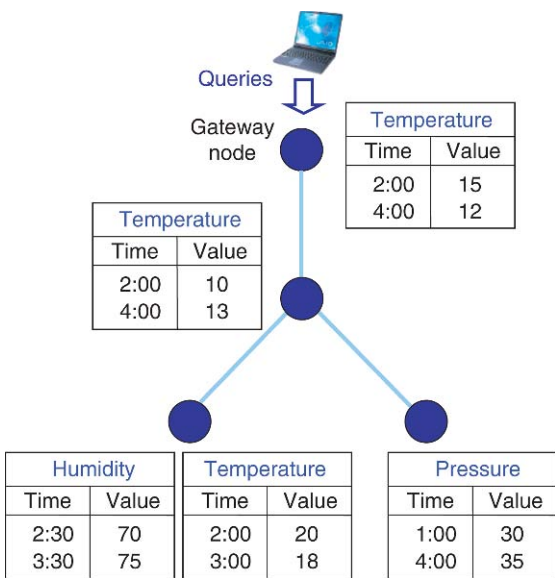 Queries
Gateway
node
Temperature
Time Value
2:00 15
4:00 12
Temperature
Time Value
2:00 10
4:00 13
Humidity
Time Value
2:30 70
3:30 75
Temperature
Time Value
2:00 20
3:00 18
Pressure
Time Value
1:00 30
4:00 35